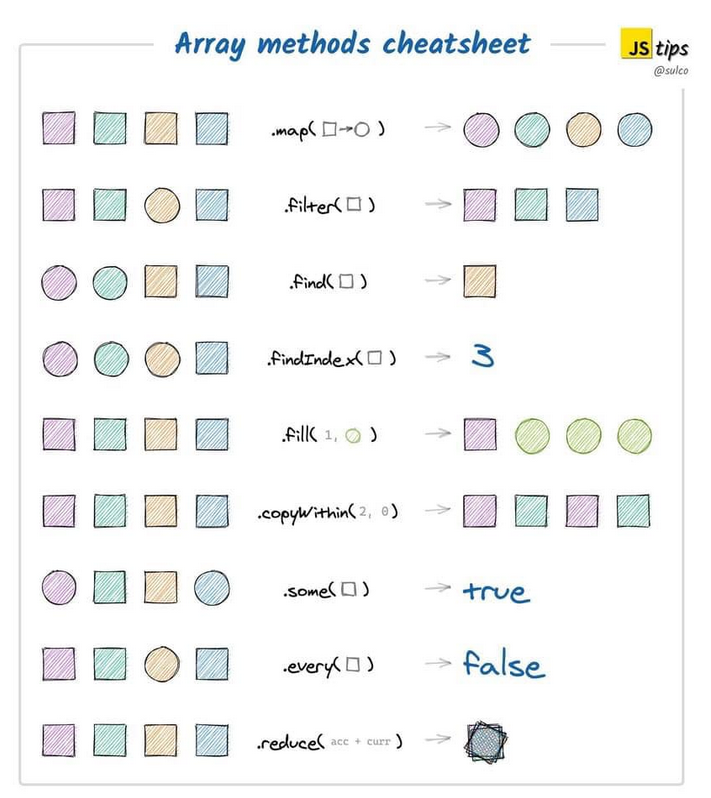 Array methods cheatsheet
JS tips
@sulco
.map( → )
.filter( )
.find( )
.findIndex( )
3
.fill( 1, )
.copyWithin( 2, 0 )
.some( )
true
.every( )
false
.reduce( acc + curr )